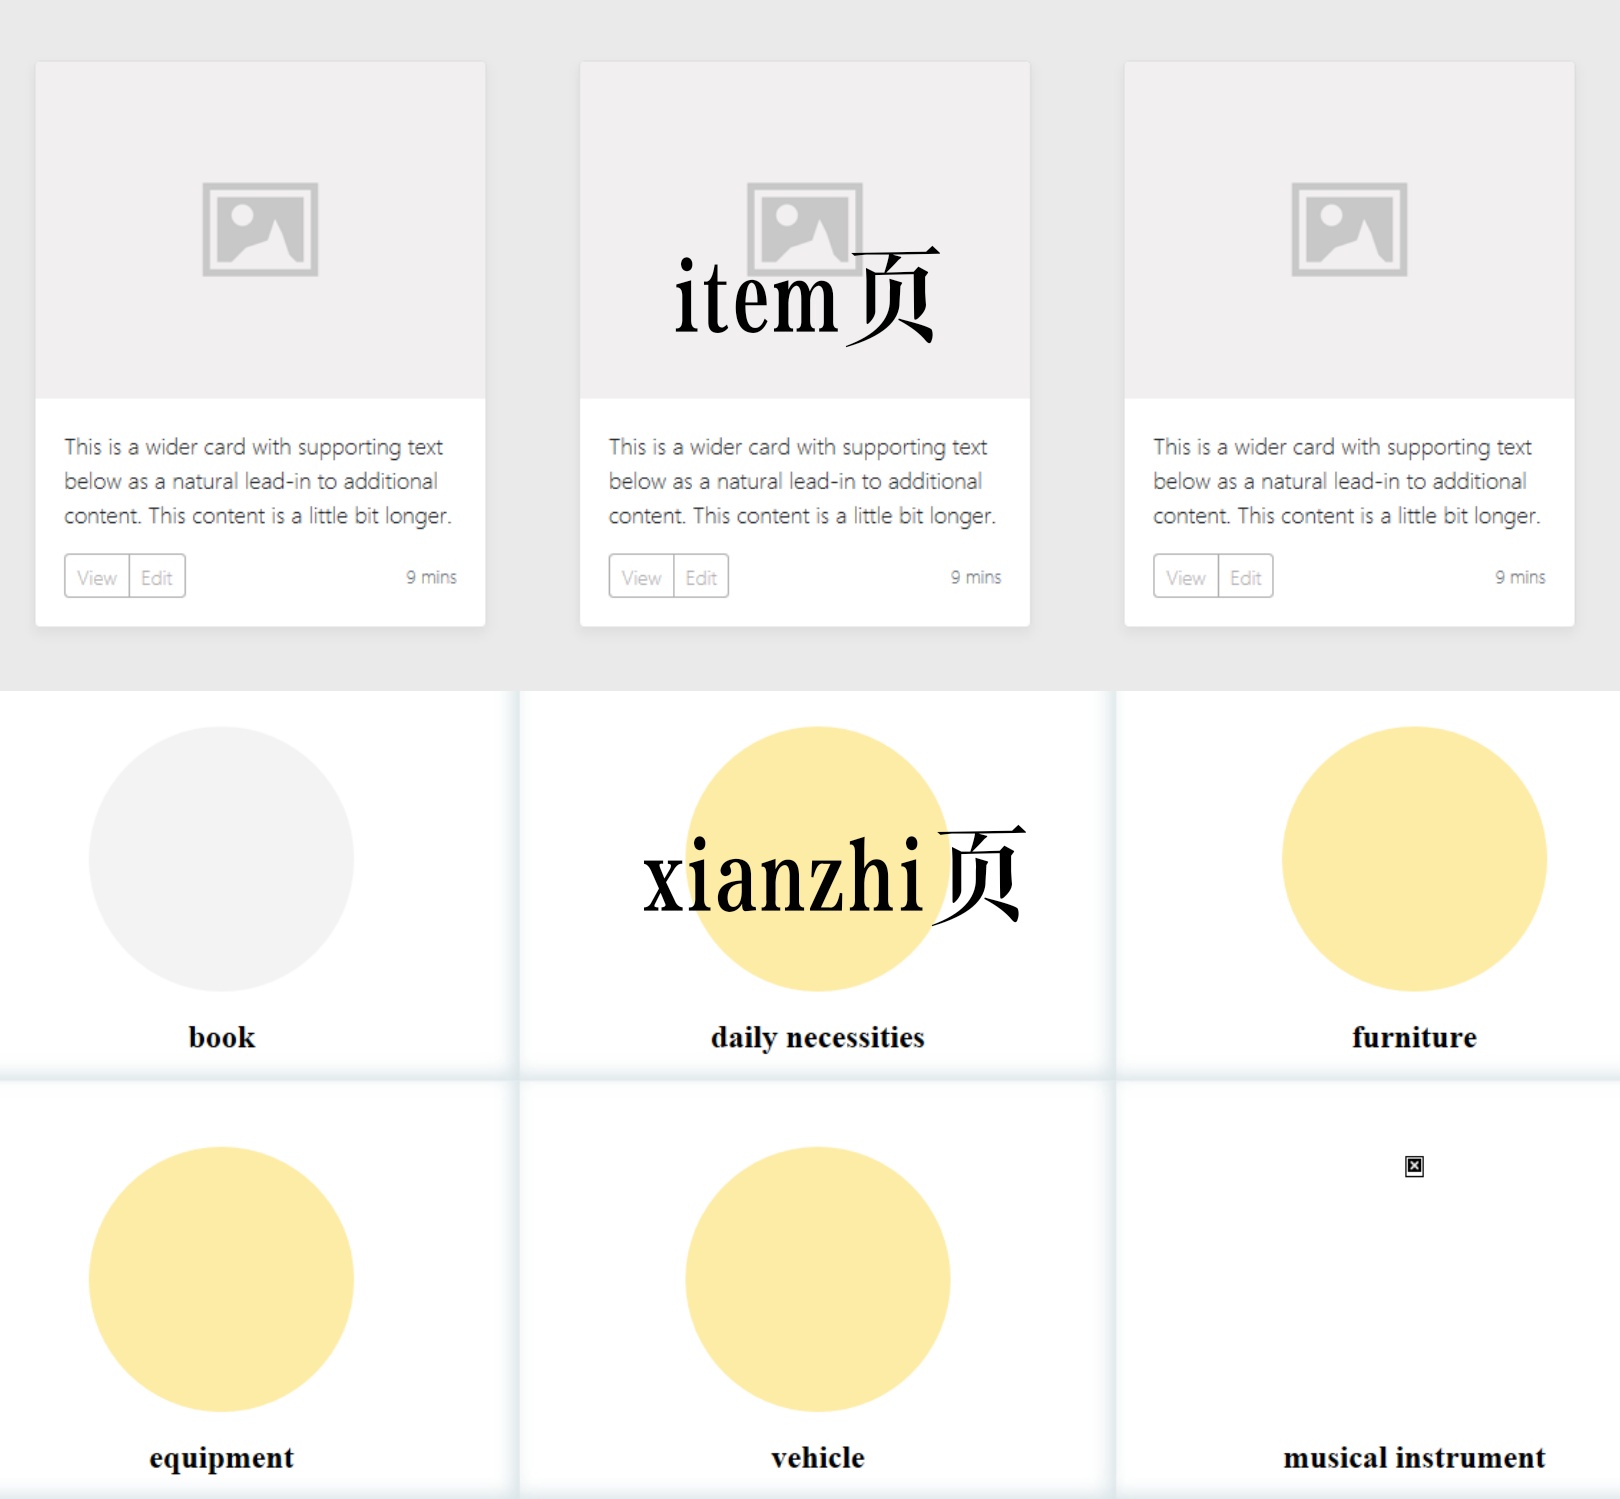 item页
This is a wider card with supporting text
below as a natural lead-in to additional
content. This content is a little bit longer.
View Edit 9 mins
This is a wider card with supporting text
below as a natural lead-in to additional
content. This content is a little bit longer.
View Edit 9 mins
This is a wider card with supporting text
below as a natural lead-in to additional
content. This content is a little bit longer.
View Edit 9 mins
xianzhi页
book
daily necessities
furniture
equipment
vehicle
musical instrument